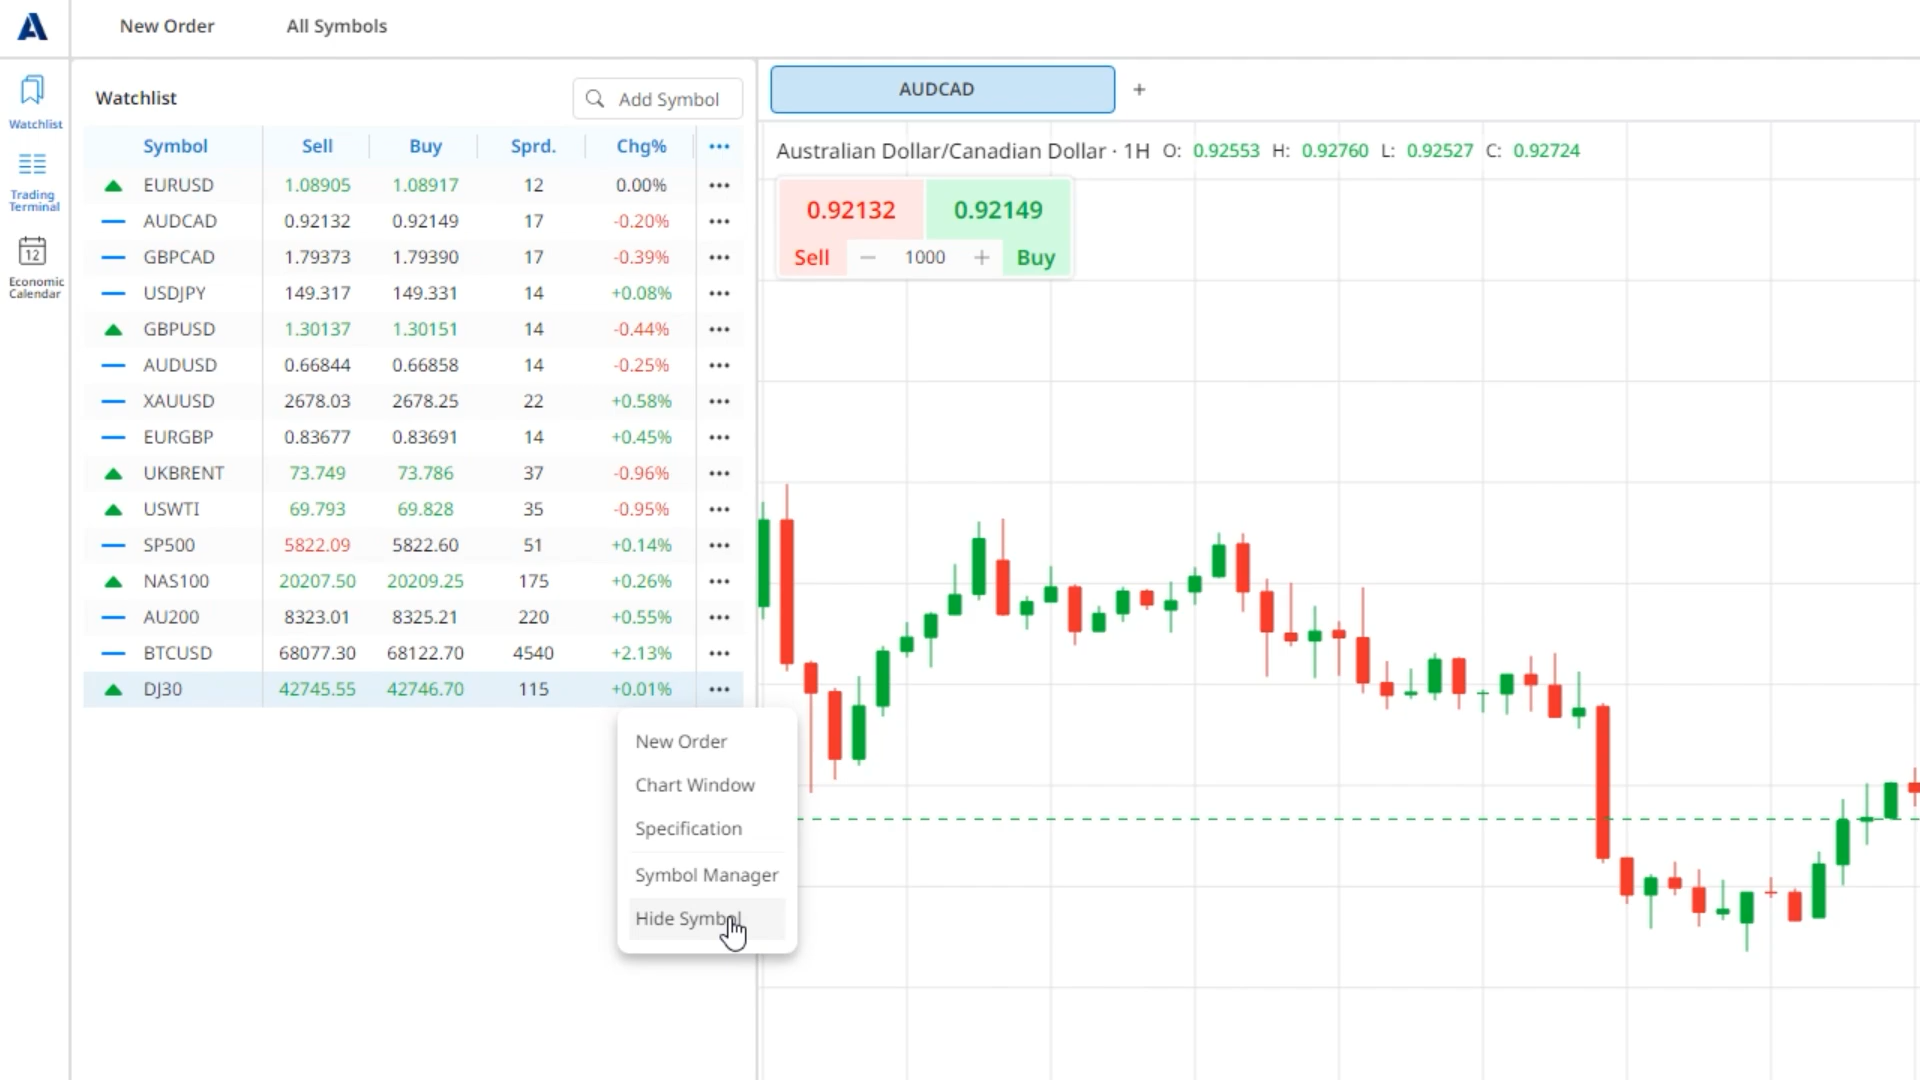 New Order All Symbols
Watchlist
Trading
Terminal
12
Economic
Calendar
Watchlist Add Symbol
Symbol Sell Buy Sprd. Chg% •••
EURUSD 1.08905 1.08917 12 0.00% •••
AUDCAD 0.92132 0.92149 17 -0.20% •••
GBPCAD 1.79373 1.79390 17 -0.39% •••
USDJPY 149.317 149.331 14 +0.08% •••
GBPUSD 1.30137 1.30151 14 -0.44% •••
AUDUSD 0.66844 0.66858 14 -0.25% •••
XAUUSD 2678.03 2678.25 22 +0.58% •••
EURGBP 0.83677 0.83691 14 +0.45% •••
UKBRENT 73.749 73.786 37 -0.96% •••
USWTI 69.793 69.828 35 -0.95% •••
SP500 5822.09 5822.60 51 +0.14% •••
NAS100 20207.50 20209.25 175 +0.26% •••
AU200 8323.01 8325.21 220 +0.55% •••
BTCUSD 68077.30 68122.70 4540 +2.13% •••
DJ30 42745.55 42746.70 115 +0.01% •••
New Order
Chart Window
Specification
Symbol Manager
Hide Symbol
AUDCAD +
Australian Dollar/Canadian Dollar · 1H O: 0.92553 H: 0.92760 L: 0.92527 C: 0.92724
0.92132 0.92149
Sell − 1000 + Buy